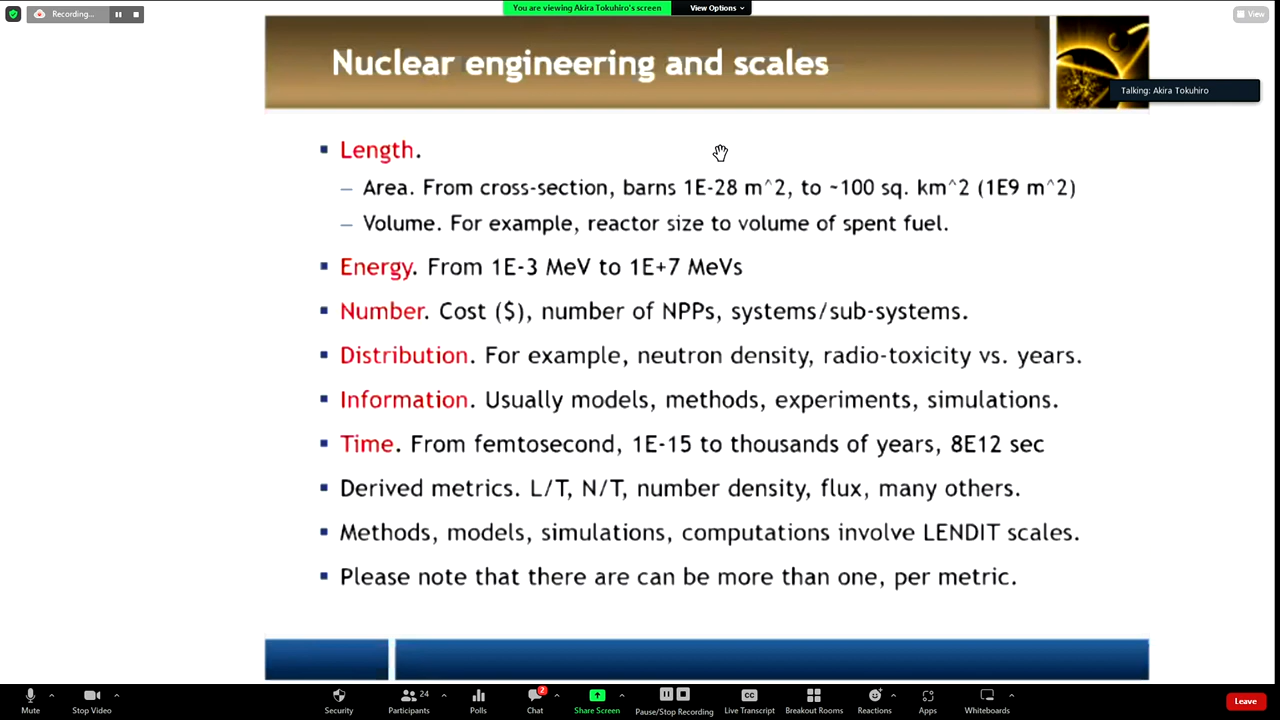 Recording...
You are viewing Akira Tokuhiro's screen
View Options
View
Nuclear engineering and scales
Talking: Akira Tokuhiro
Length.
– Area. From cross-section, barns 1E-28 m^2, to ~100 sq. km^2 (1E9 m^2)
– Volume. For example, reactor size to volume of spent fuel.
Energy. From 1E-3 MeV to 1E+7 MeVs
Number. Cost ($), number of NPPs, systems/sub-systems.
Distribution. For example, neutron density, radio-toxicity vs. years.
Information. Usually models, methods, experiments, simulations.
Time. From femtosecond, 1E-15 to thousands of years, 8E12 sec
Derived metrics. L/T, N/T, number density, flux, many others.
Methods, models, simulations, computations involve LENDIT scales.
Please note that there are can be more than one, per metric.
Mute
Stop Video
Security
Participants 24
Polls
Chat 2
Share Screen
Pause/Stop Recording
CC
Live Transcript
Breakout Rooms
Reactions
Apps
Whiteboards
Leave